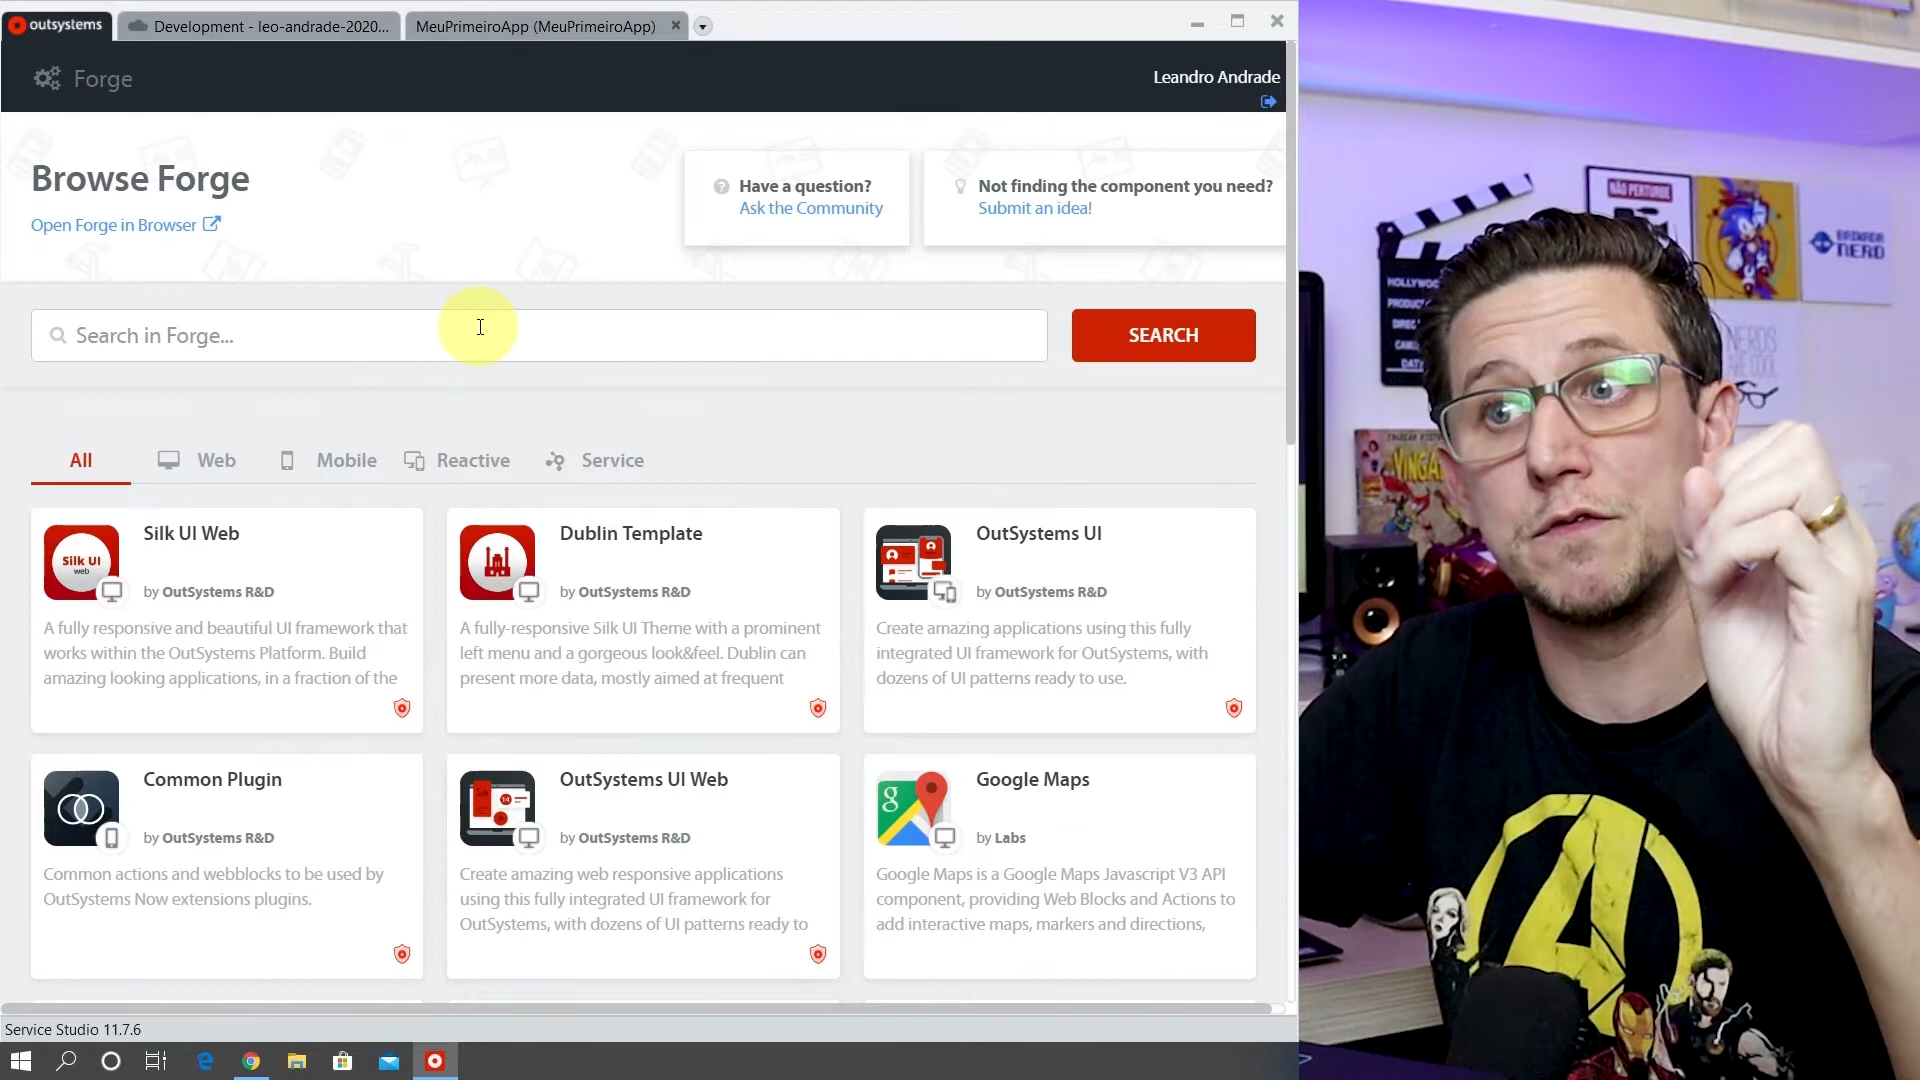 outsystems
Development - leo-andrade-2020...
MeuPrimeiroApp (MeuPrimeiroApp)
Forge
Leandro Andrade
Browse Forge
Open Forge in Browser
Have a question?
Ask the Community
Not finding the component you need?
Submit an idea!
Search in Forge...
SEARCH
All
Web
Mobile
Reactive
Service
Silk UI
web
Silk UI Web
by OutSystems R&D
A fully responsive and beautiful UI framework that
works within the OutSystems Platform. Build
amazing looking applications, in a fraction of the
Dublin Template
by OutSystems R&D
A fully-responsive Silk UI Theme with a prominent
left menu and a gorgeous look&feel. Dublin can
present more data, mostly aimed at frequent
OutSystems UI
by OutSystems R&D
Create amazing applications using this fully
integrated UI framework for OutSystems, with
dozens of UI patterns ready to use.
Common Plugin
by OutSystems R&D
Common actions and webblocks to be used by
OutSystems Now extensions plugins.
14
OutSystems UI Web
by OutSystems R&D
Create amazing web responsive applications
using this fully integrated UI framework for
OutSystems, with dozens of UI patterns ready to
g
Google Maps
by Labs
Google Maps is a Google Maps Javascript V3 API
component, providing Web Blocks and Actions to
add interactive maps, markers and directions,
Service Studio 11.7.6
NÃO PERTURBE
NERD
HOLLYWOO
NERDS